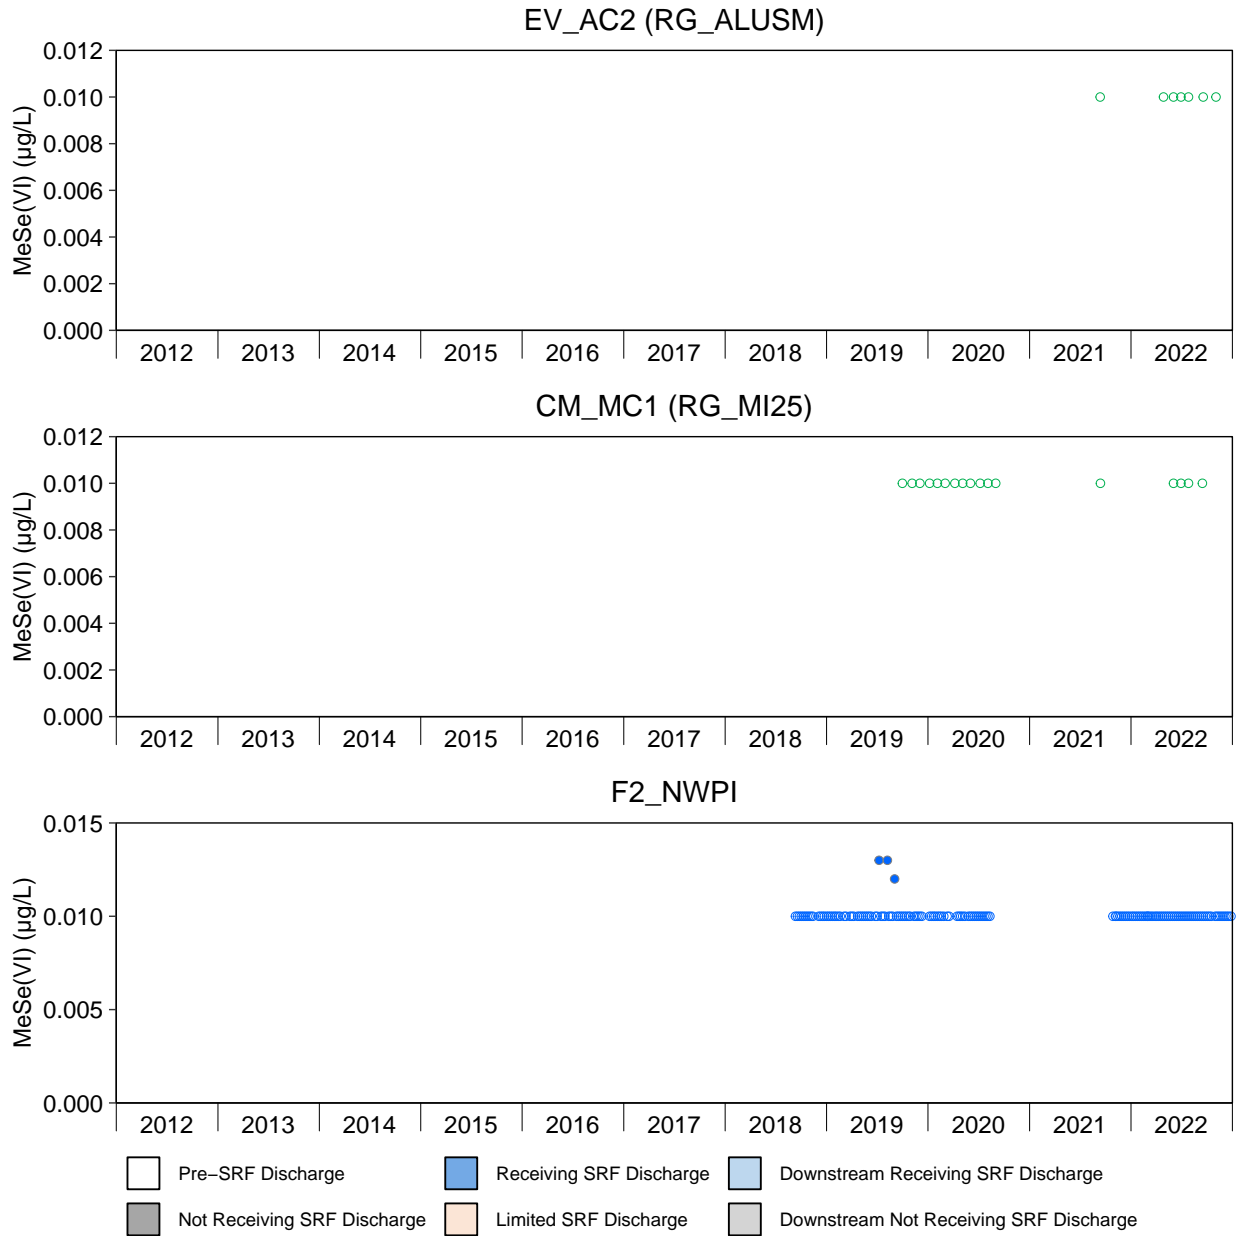 EV_AC2 (RG_ALUSM)
MeSe(VI) (µg/L)
0.012
0.010
0.008
0.006
0.004
0.002
0.000
2012 2013 2014 2015 2016 2017 2018 2019 2020 2021 2022
CM_MC1 (RG_MI25)
MeSe(VI) (µg/L)
0.012
0.010
0.008
0.006
0.004
0.002
0.000
2012 2013 2014 2015 2016 2017 2018 2019 2020 2021 2022
F2_NWPI
MeSe(VI) (µg/L)
0.015
0.010
0.005
0.000
2012 2013 2014 2015 2016 2017 2018 2019 2020 2021 2022
Pre−SRF Discharge Receiving SRF Discharge Downstream Receiving SRF Discharge
Not Receiving SRF Discharge Limited SRF Discharge Downstream Not Receiving SRF Discharge